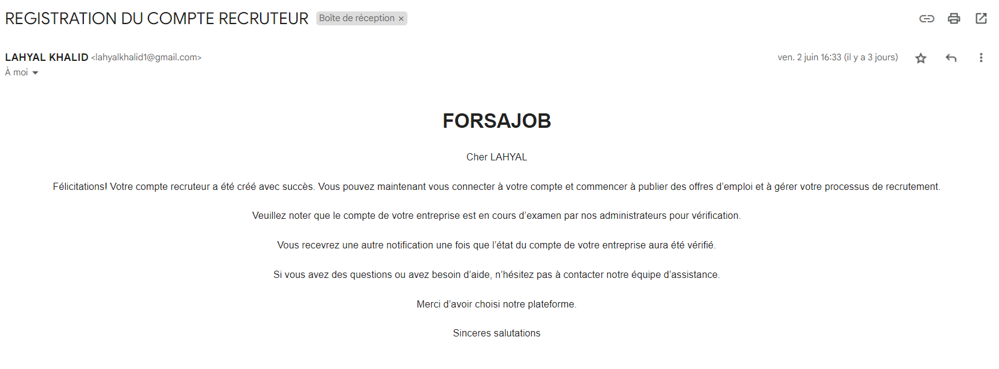 REGISTRATION DU COMPTE RECRUTEUR Boîte de réception ×
LAHYAL KHALID <lahyalkhalid1@gmail.com> ven. 2 juin 16:33 (il y a 3 jours)
À moi
FORSAJOB
Cher LAHYAL
Félicitations! Votre compte recruteur a été créé avec succès. Vous pouvez maintenant vous connecter à votre compte et commencer à publier des offres d’emploi et à gérer votre processus de recrutement.
Veuillez noter que le compte de votre entreprise est en cours d’examen par nos administrateurs pour vérification.
Vous recevrez une autre notification une fois que l’état du compte de votre entreprise aura été vérifié.
Si vous avez des questions ou avez besoin d’aide, n’hésitez pas à contacter notre équipe d’assistance.
Merci d’avoir choisi notre plateforme.
Sinceres salutations